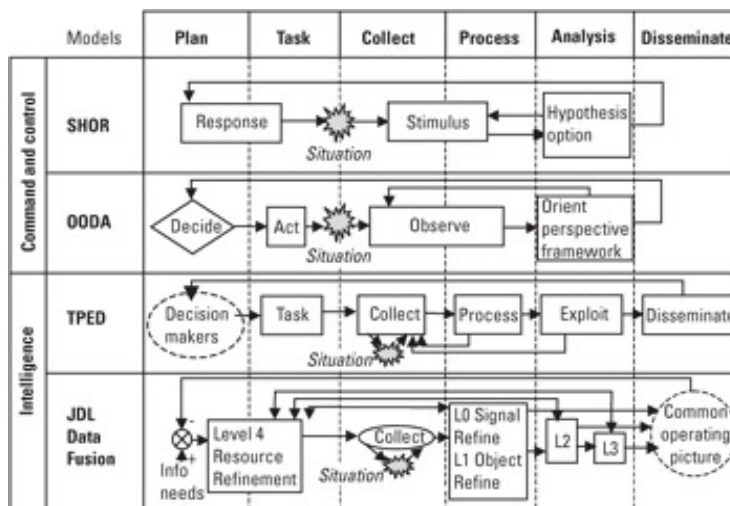 Models Plan Task Collect Process Analysis Disseminate
Command and control
SHOR
Response
Situation
Stimulus
Hypothesis
option
OODA
Decide
Act
Situation
Observe
Orient
perspective
framework
Intelligence
TPED
Decision
makers
Task
Collect
Situation
Process
Exploit
Disseminate
JDL
Data
Fusion
-
+
Info
needs
Level 4
Resource
Refinement
Collect
Situation
L0 Signal
Refine
L1 Object
Refine
L2
L3
Common
operating
picture